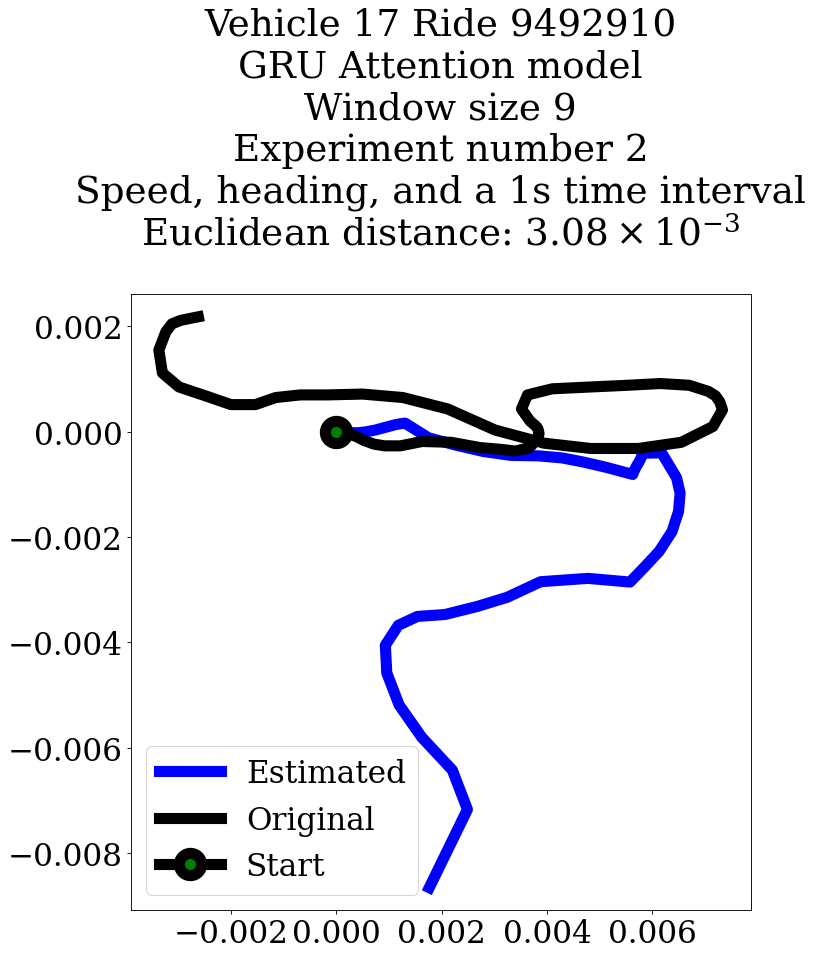 Vehicle 17 Ride 9492910
GRU Attention model
Window size 9
Experiment number 2
Speed, heading, and a 1s time interval
Euclidean distance: 3.08 × 10⁻³
0.002
0.000
−0.002
−0.004
−0.006
−0.008
Estimated
Original
Start
−0.002 0.000 0.002 0.004 0.006